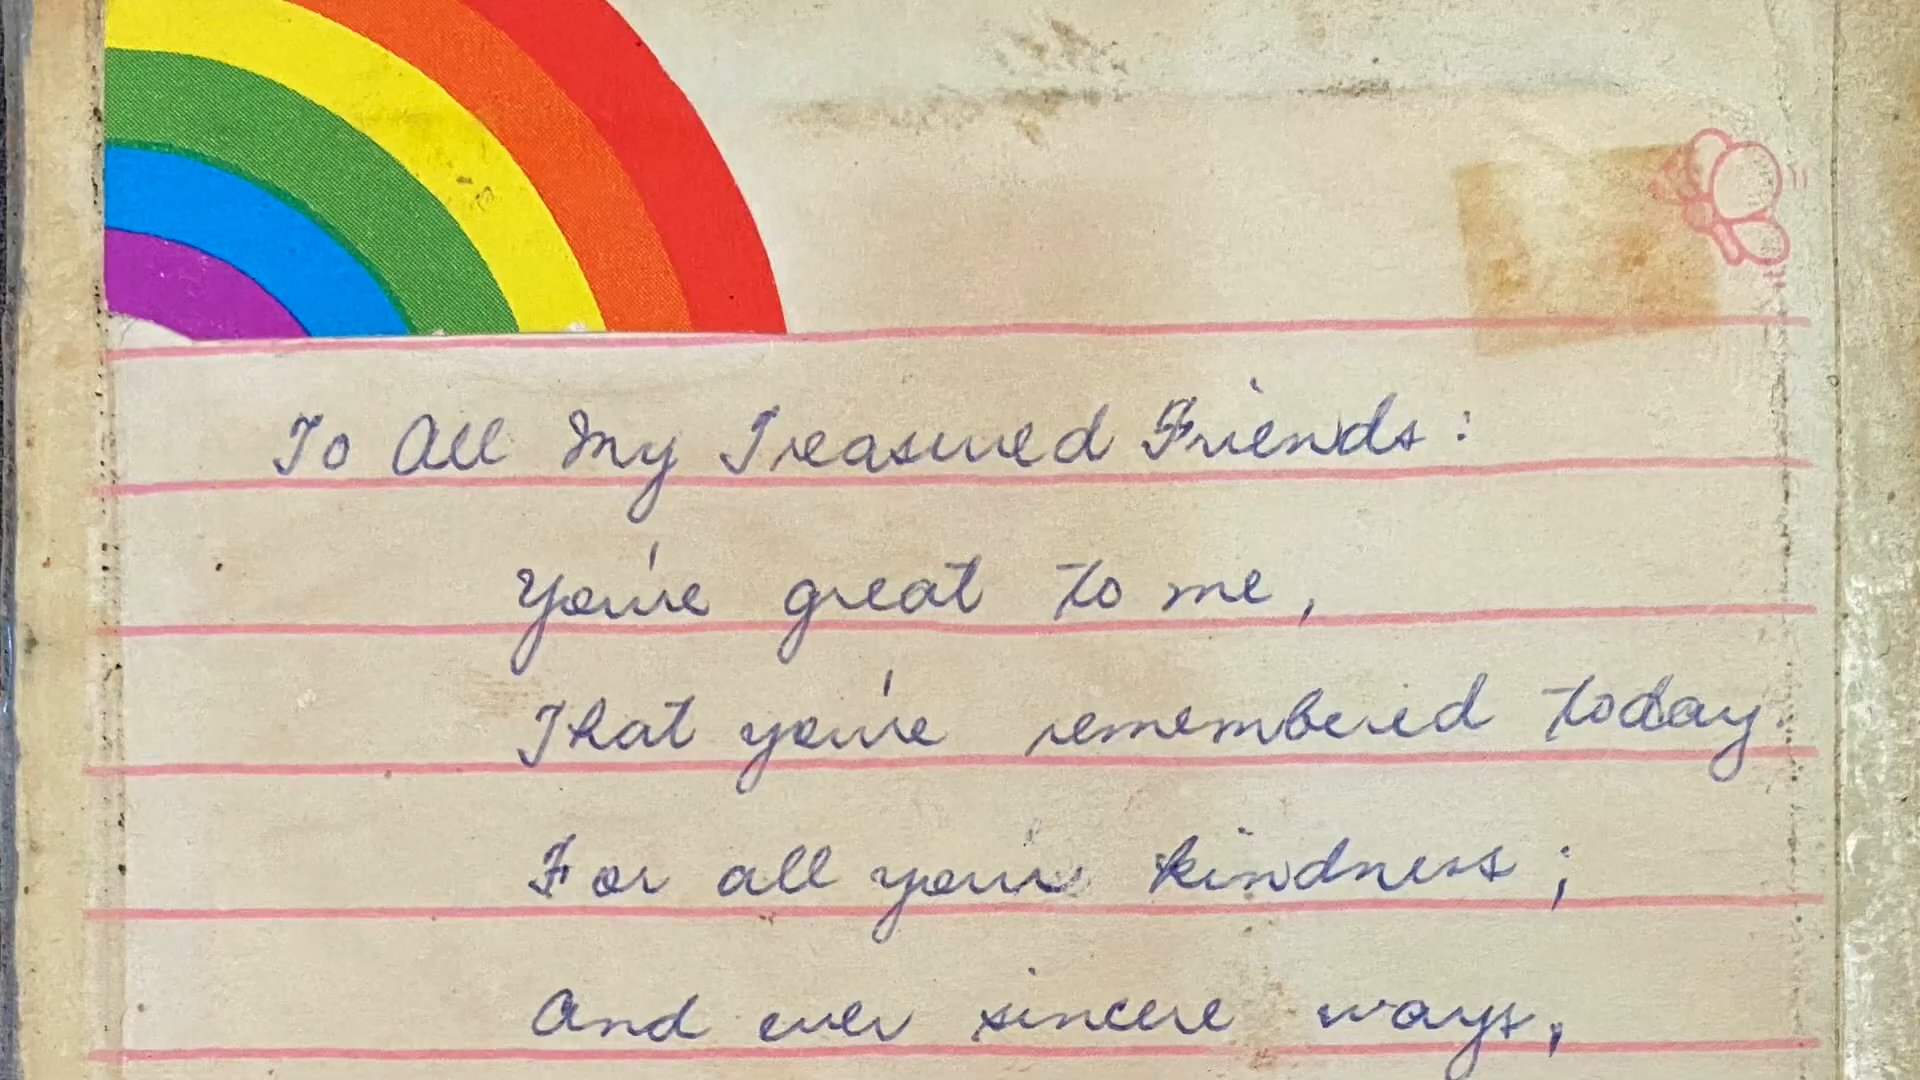 To All My Treasured Friends:
You're great to me,
That you're remembered today
For all your kindness;
And ever sincere ways,